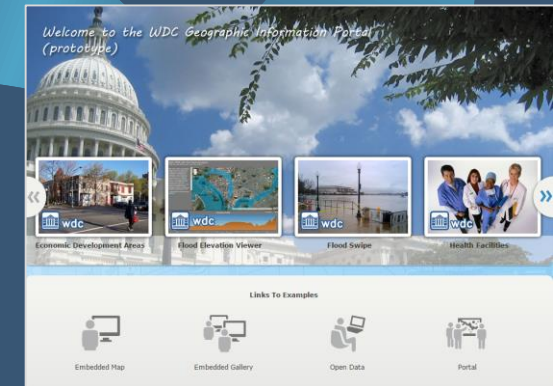 Welcome to the WDC Geographic Information Portal
(prototype)
wdc
wdc
wdc
wdc
Economic Development Areas
Flood Elevation Viewer
Flood Swipe
Health Facilities
Links To Examples
Embedded Map
Embedded Gallery
Open Data
Portal